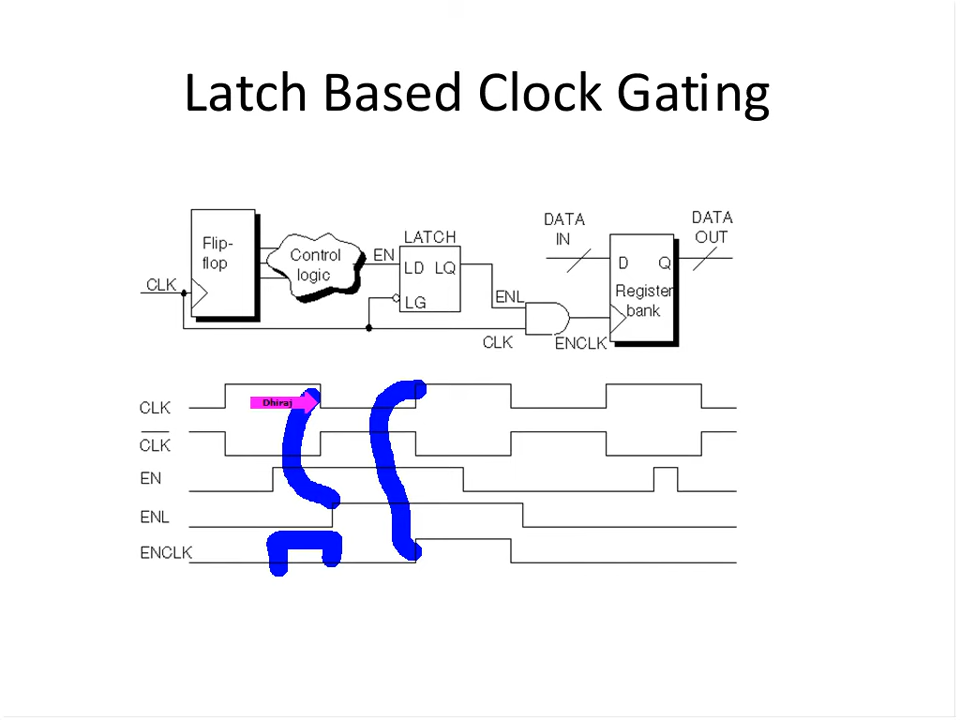 Latch Based Clock Gating
DATA IN
DATA OUT
LATCH
Flip-
flop
Control
logic
EN
LD LQ
D Q
CLK
LG
ENL
Register
bank
CLK
ENCLK
CLK
Dhiraj
CLK
EN
ENL
ENCLK